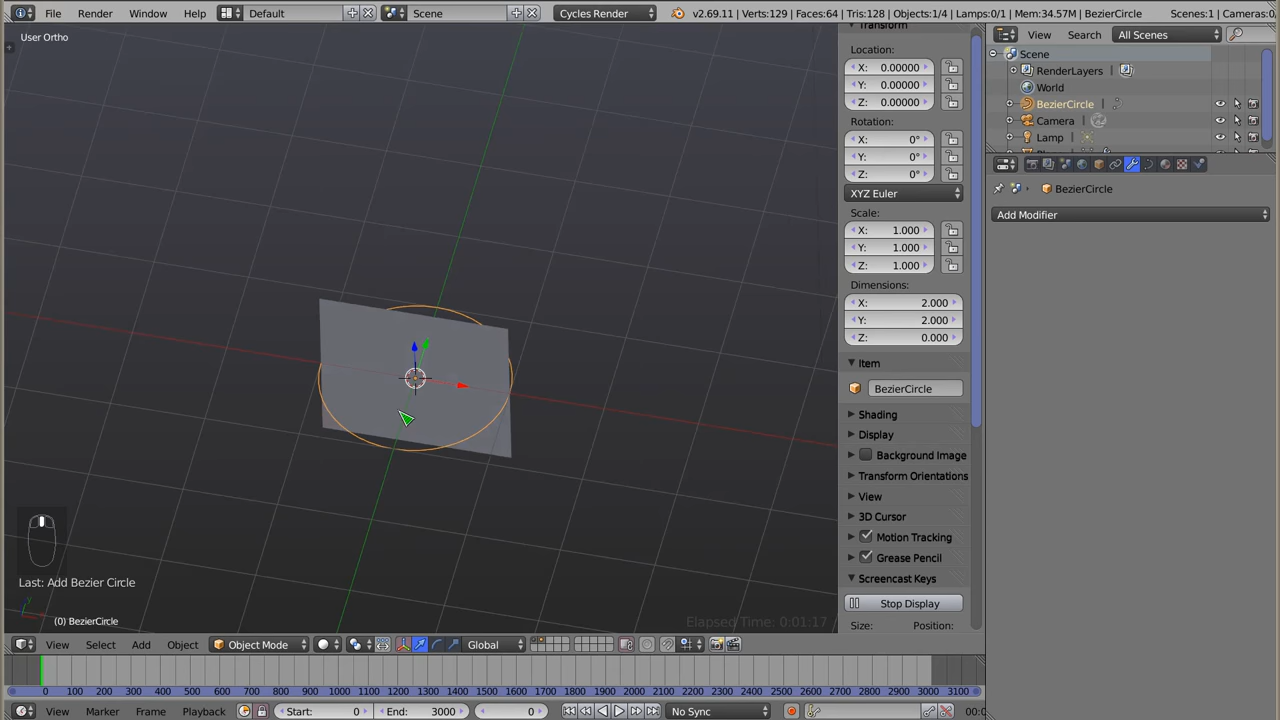 File Render Window Help Default Scene Cycles Render v2.69.11 | Verts:129 | Faces:64 | Tris:128 | Objects:1/4 | Lamps:0/1 | Mem:34.57M | BezierCircle Scenes:1 | Cameras:0
User Ortho
Transform
Location:
X: 0.00000
Y: 0.00000
Z: 0.00000
Rotation:
X: 0°
Y: 0°
Z: 0°
XYZ Euler
Scale:
X: 1.000
Y: 1.000
Z: 1.000
Dimensions:
X: 2.000
Y: 2.000
Z: 0.000
Item
BezierCircle
Shading
Display
Background Image
Transform Orientations
View
3D Cursor
Motion Tracking
Grease Pencil
Screencast Keys
Stop Display
Size: Position:
View Search All Scenes
Scene
RenderLayers
World
BezierCircle
Camera
Lamp
BezierCircle
Add Modifier
Last: Add Bezier Circle
(0) BezierCircle
Elapsed Time: 0:01:17
View Select Add Object Object Mode Global
0 100 200 300 400 500 600 700 800 900 1000 1100 1200 1300 1400 1500 1600 1700 1800 1900 2000 2100 2200 2300 2400 2500 2600 2700 2800 2900 3000 3100
View Marker Frame Playback Start: 0 End: 3000 0 No Sync 00:0